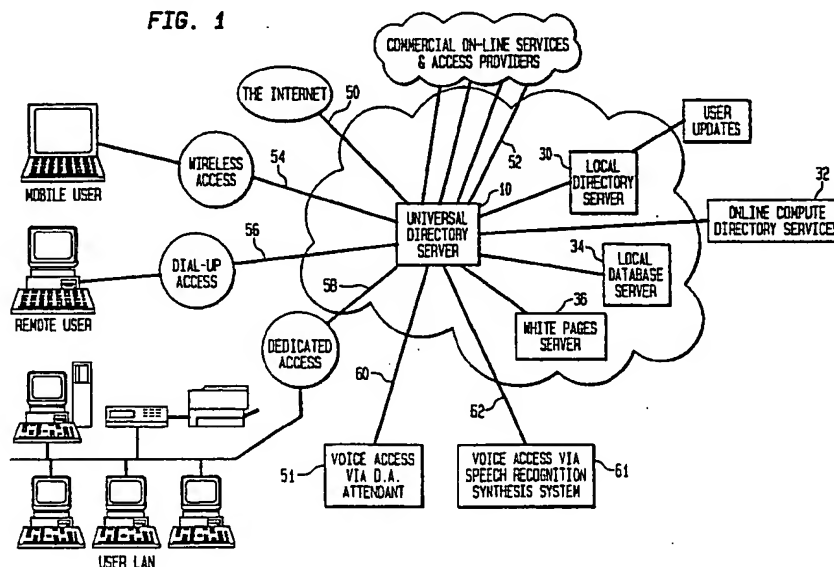 FIG. 1
COMMERCIAL ON-LINE SERVICES
& ACCESS PROVIDERS
THE INTERNET
50
USER
UPDATES
52
30
LOCAL
DIRECTORY
SERVER
32
WIRELESS
ACCESS
54
MOBILE USER
10
UNIVERSAL
DIRECTORY
SERVER
ONLINE COMPUTE
DIRECTORY SERVICES
56
34
LOCAL
DATABASE
SERVER
DIAL-UP
ACCESS
58
36
REMOTE USER
WHITE PAGES
SERVER
DEDICATED
ACCESS
60
62
51
VOICE ACCESS
VIA D.A.
ATTENDANT
VOICE ACCESS VIA
SPEECH RECOGNITION
SYNTHESIS SYSTEM
61
USER LAN